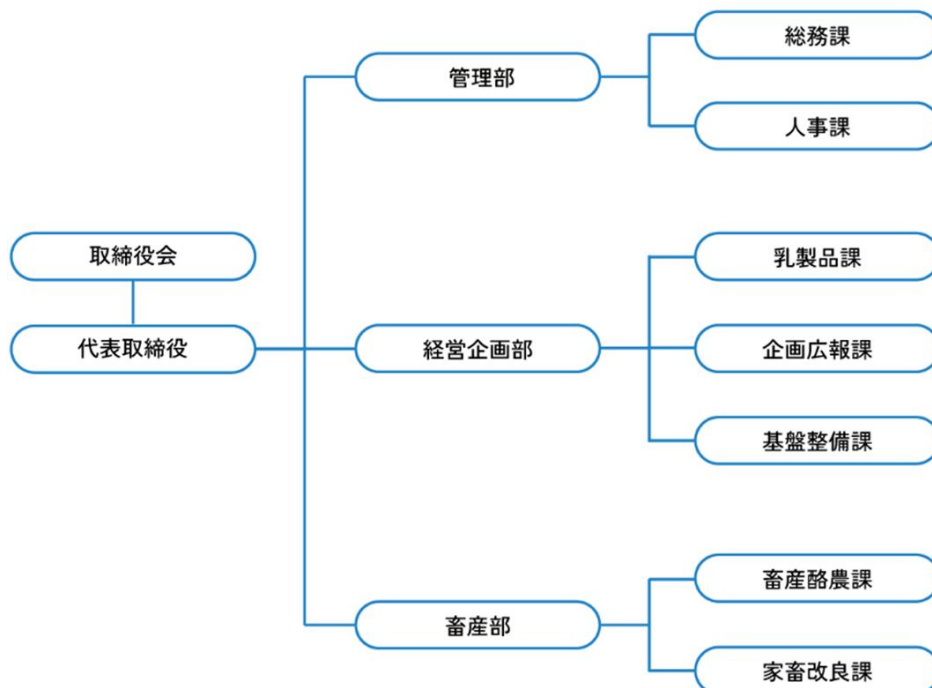 取締役会
代表取締役
管理部
総務課
人事課
経営企画部
乳製品課
企画広報課
基盤整備課
畜産部
畜産酪農課
家畜改良課